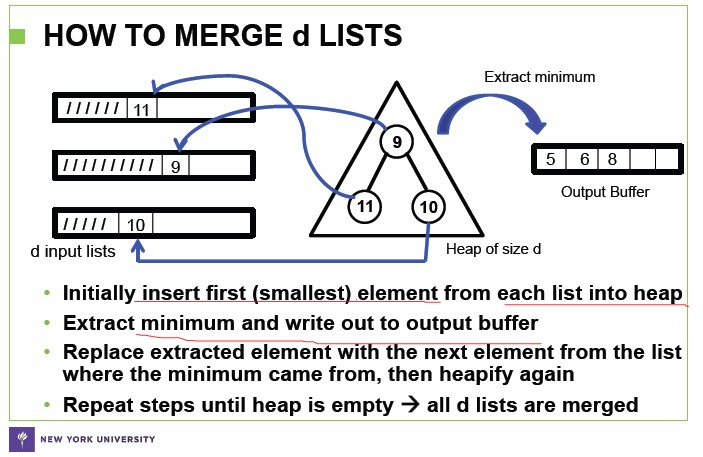 HOW TO MERGE d LISTS
Extract minimum
11
9
9
5 6 8
Output Buffer
11
10
10
d input lists
Heap of size d
• Initially insert first (smallest) element from each list into heap
• Extract minimum and write out to output buffer
• Replace extracted element with the next element from the list
where the minimum came from, then heapify again
• Repeat steps until heap is empty → all d lists are merged
NEW YORK UNIVERSITY